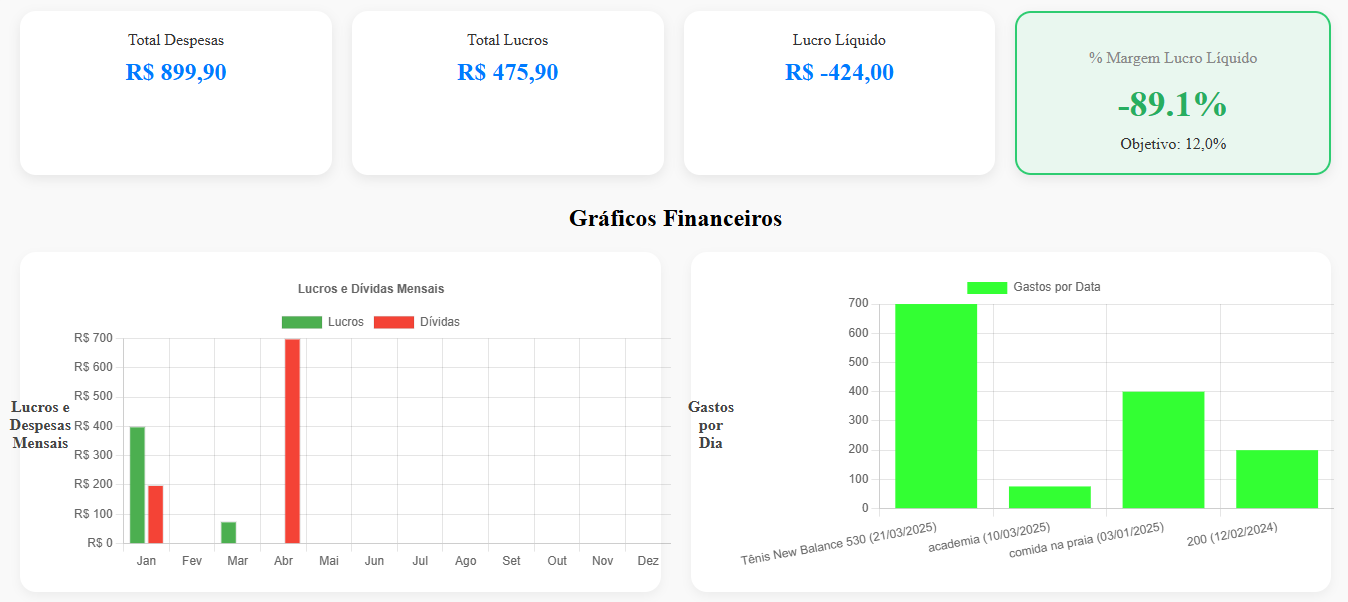 Total Despesas
R$ 899,90
Total Lucros
R$ 475,90
Lucro Líquido
R$ -424,00
% Margem Lucro Líquido
-89.1%
Objetivo: 12,0%
Gráficos Financeiros
Lucros e
Despesas
Mensais
Lucros e Dívidas Mensais
Lucros
Dívidas
R$ 700
R$ 600
R$ 500
R$ 400
R$ 300
R$ 200
R$ 100
R$ 0
Jan
Fev
Mar
Abr
Mai
Jun
Jul
Ago
Set
Out
Nov
Dez
Gastos
por
Dia
Gastos por Data
700
600
500
400
300
200
100
0
Tênis New Balance 530 (21/03/2025)
academia (10/03/2025)
comida na praia (03/01/2025)
200 (12/02/2024)